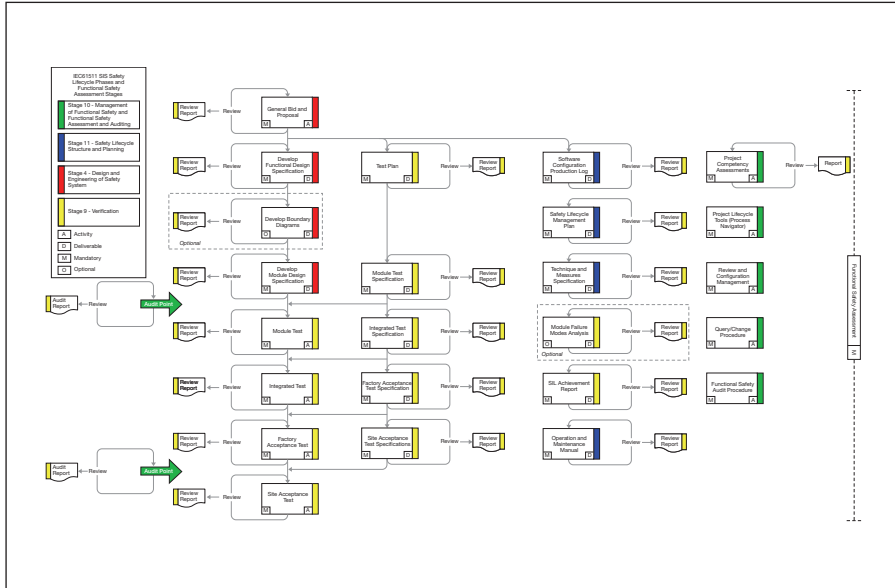 IEC61511 SIS Safety
Lifecycle Phases and
Functional Safety
Assessment Stages
Stage 10 - Management
of Functional Safety and
Functional Safety
Assessment and Auditing
Stage 11 - Safety Lifecycle
Structure and Planning
Stage 4 - Design and
Engineering of Safety
System
Stage 9 - Verification
A Activity
D Deliverable
M Mandatory
O Optional
Review
Report
Review
General Bid and
Proposal
M A
Review
Report
Review
Develop
Functional Design
Specification
M D
Test Plan
M D
Review
Review
Report
Software
Configuration
Production Log
M D
Review
Review
Report
Project
Competency
Assessments
M A
Review
Report
Review
Report
Review
Develop Boundary
Diagrams
O D
Optional
Safety Lifecycle
Management
Plan
M D
Review
Review
Report
Project Lifecycle
Tools (Process
Navigator)
M A
Review
Report
Review
Develop
Module Design
Specification
M D
Module Test
Specification
M D
Review
Review
Report
Technique and
Measures
Specification
M D
Review
Review
Report
Review and
Configuration
Management
M A
Audit
Report
Review
Audit Point
Review
Report
Review
Module Test
M A
Integrated Test
Specification
M D
Review
Review
Report
Module Failure
Modes Analysis
O D
Optional
Review
Review
Report
Query/Change
Procedure
M A
Review
Report
Review
Integrated Test
M A
Factory Acceptance
Test Specification
M D
Review
Review
Report
SIL Achievement
Report
M D
Review
Review
Report
Functional Safety
Audit Procedure
M A
Review
Report
Review
Factory
Acceptance Test
M A
Site Acceptance
Test Specifications
M D
Review
Review
Report
Operation and
Maintenance
Manual
M D
Review
Review
Report
Audit
Report
Review
Audit Point
Review
Report
Review
Site Acceptance
Test
M A
Functional Safety Assessment
M